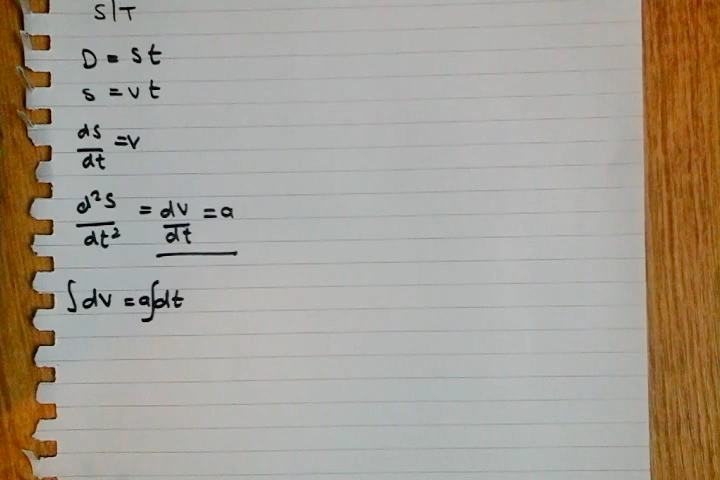 S|T
D = st
s = vt
ds/dt = v
d²s/dt² = dv/dt = a
∫dv = a∫dt